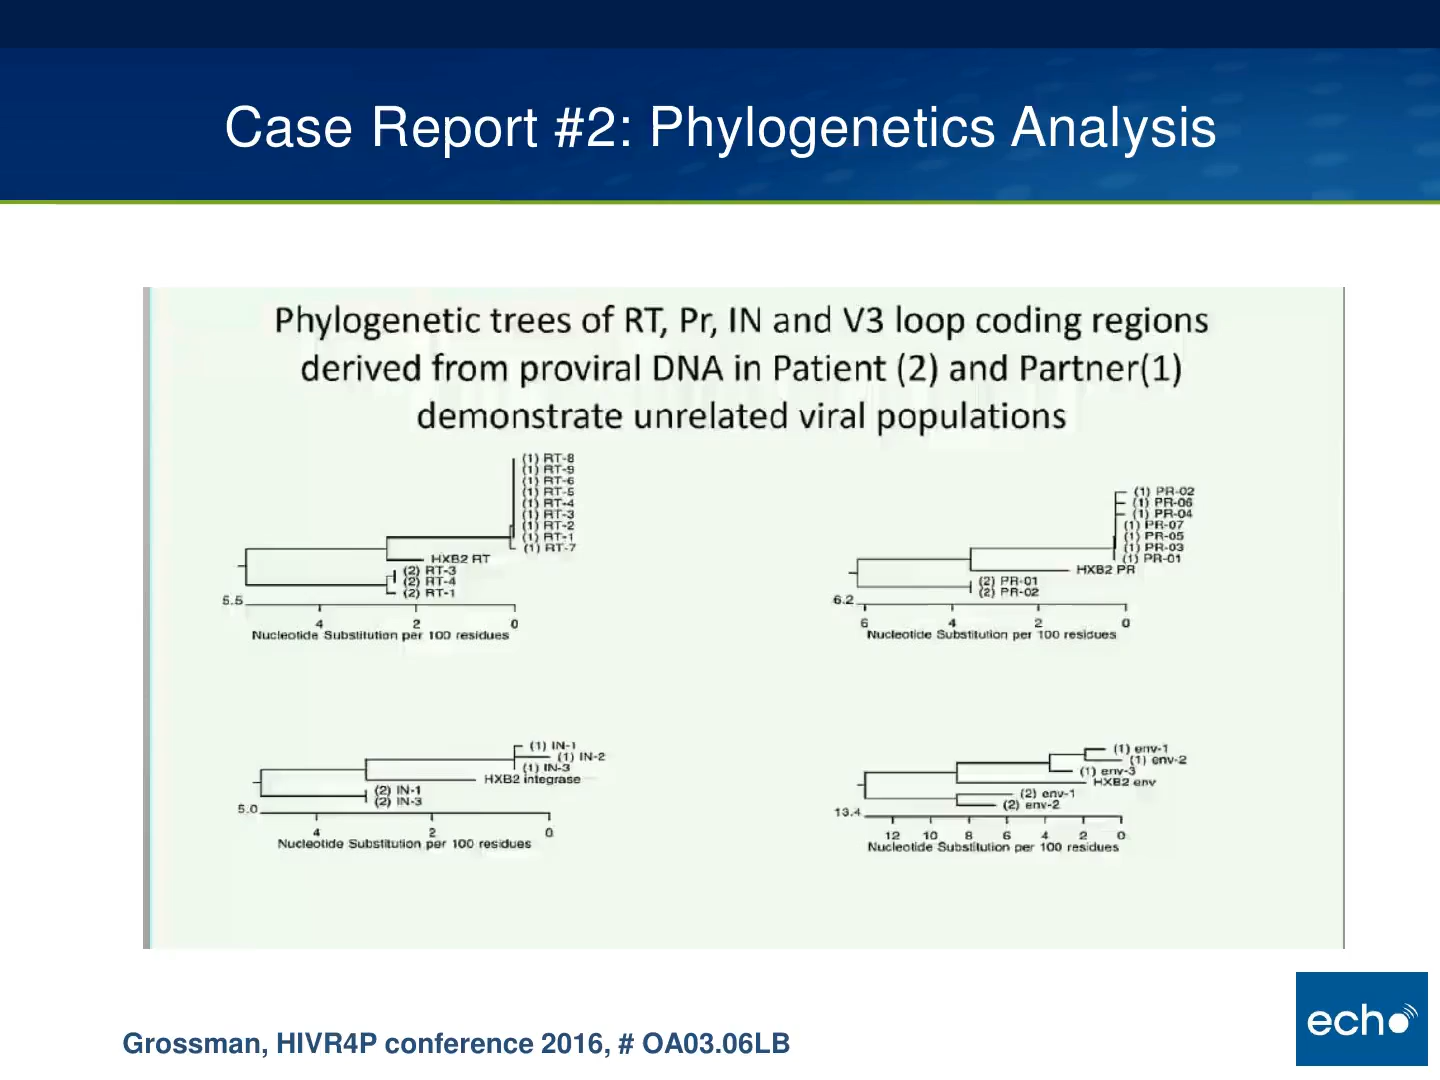 Case Report #2: Phylogenetics Analysis
Phylogenetic trees of RT, Pr, IN and V3 loop coding regions
derived from proviral DNA in Patient (2) and Partner(1)
demonstrate unrelated viral populations
(1) RT-8
(1) RT-9
(1) RT-6
(1) RT-5
(1) RT-4
(1) RT-3
(1) RT-2
(1) RT-1
(1) RT-7
HXB2 RT
(2) RT-3
(2) RT-4
(2) RT-1
5.5
4 2 0
Nucleotide Substitution per 100 residues
(1) PR-02
(1) PR-06
(1) PR-04
(1) PR-07
(1) PR-05
(1) PR-03
(1) PR-01
HXB2 PR
(2) PR-01
(2) PR-02
6.2
6 4 2 0
Nucleotide Substitution per 100 residues
(1) IN-1
(1) IN-2
(1) IN-3
HXB2 integrase
(2) IN-1
(2) IN-3
5.0
4 2 0
Nucleotide Substitution per 100 residues
(1) env-1
(1) env-2
(1) env-3
HXB2 env
(2) env-1
(2) env-2
13.4
12 10 8 6 4 2 0
Nucleotide Substitution per 100 residues
echo
Grossman, HIVR4P conference 2016, # OA03.06LB